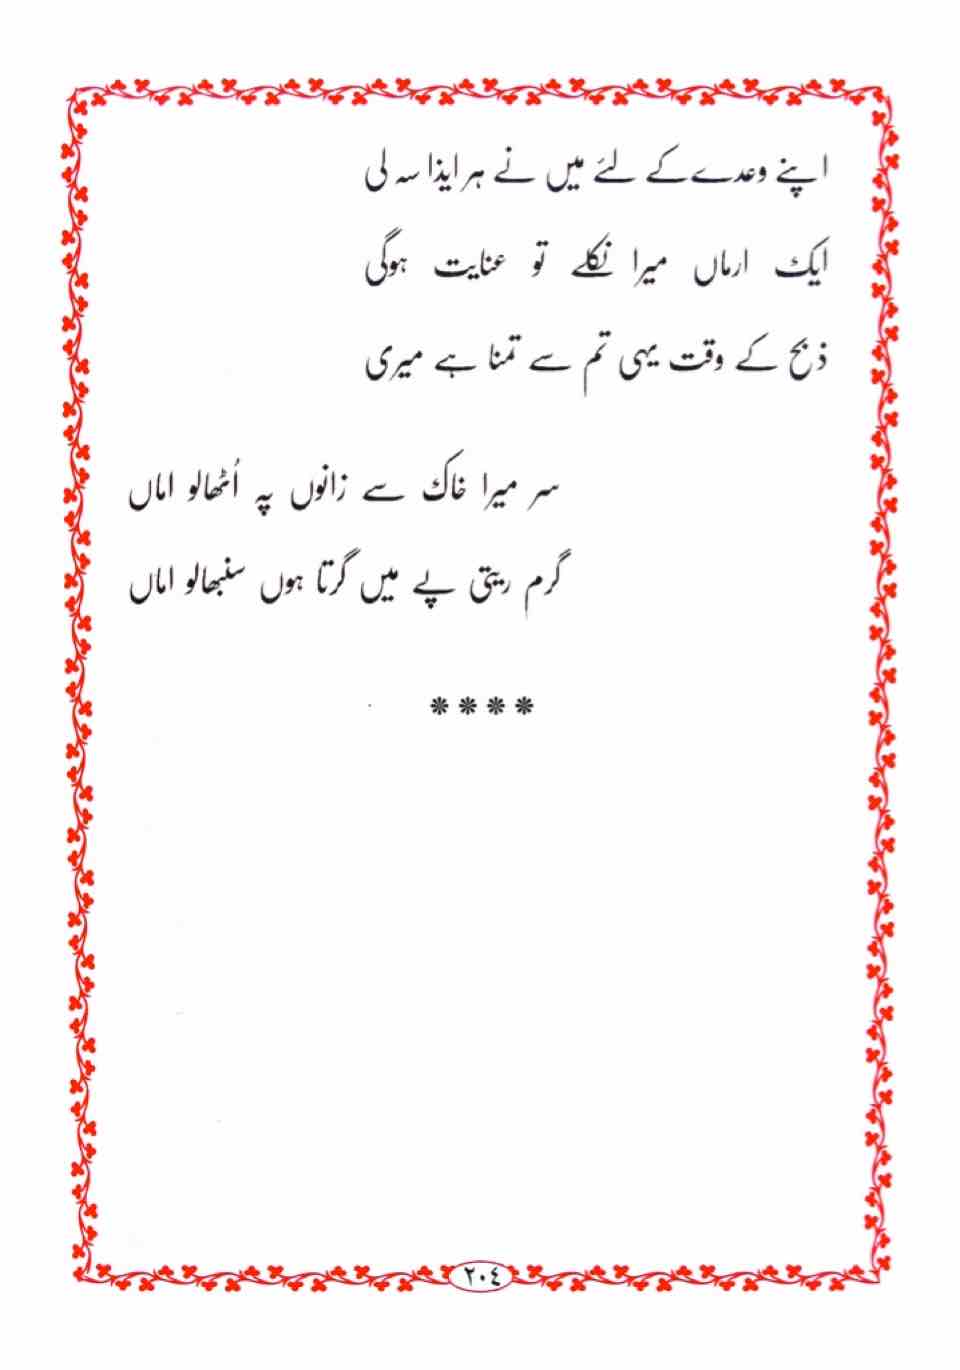 اپنے وعدے کے لئے میں نے ہر ایذا سہ لی
ایک ارماں میرا نکلے تو عنایت ہوگی
ذبح کے وقت یہی تم سے تمنا ہے میری
سر میرا خاک سے زانوں پہ اُٹھالو اماں
گرم ریتی پے میں گرتا ہوں سنبھالو اماں
****
۲۰٤